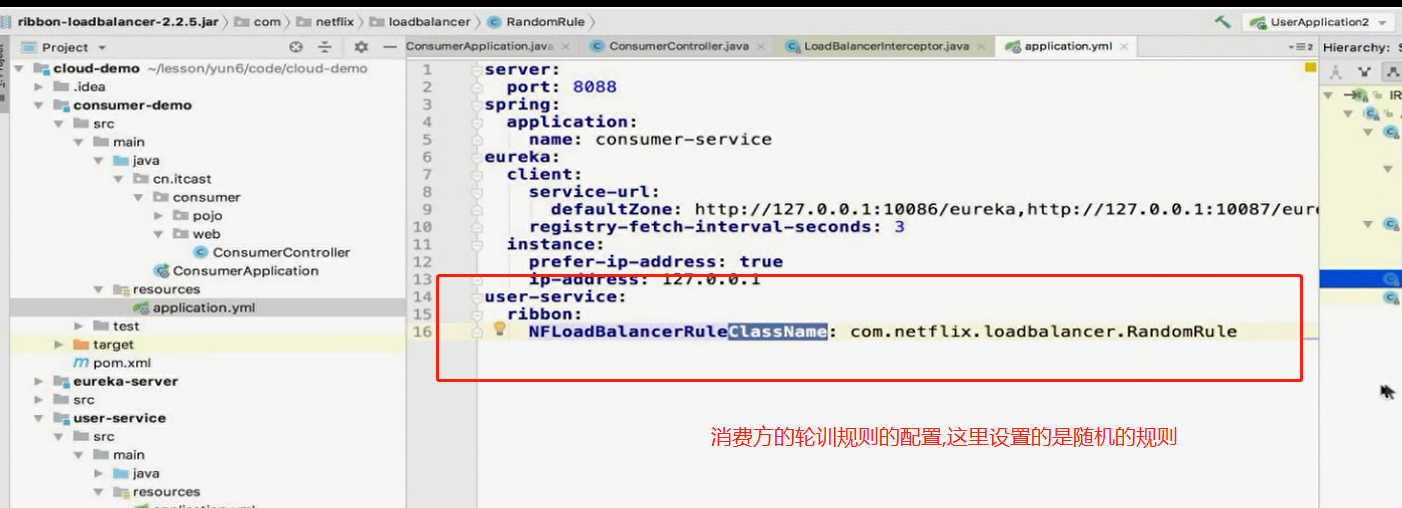 ribbon-loadbalancer-2.2.5.jar com netflix loadbalancer RandomRule UserApplication2
Project ConsumerApplication.java ConsumerController.java LoadBalancerInterceptor.java application.yml 2 Hierarchy:
cloud-demo ~/lesson/yun6/code/cloud-demo
.idea
consumer-demo
src
main
java
cn.itcast
consumer
pojo
web
ConsumerController
ConsumerApplication
resources
application.yml
test
target
pom.xml
eureka-server
src
user-service
src
main
java
resources
1 server:
2 port: 8088
3 spring:
4 application:
5 name: consumer-service
6 eureka:
7 client:
8 service-url:
9 defaultZone: http://127.0.0.1:10086/eureka,http://127.0.0.1:10087/eur
10 registry-fetch-interval-seconds: 3
11 instance:
12 prefer-ip-address: true
13 ip-address: 127.0.0.1
14 user-service:
15 ribbon:
16 NFLoadBalancerRuleClassName: com.netflix.loadbalancer.RandomRule
消费方的轮训规则的配置,这里设置的是随机的规则
IR